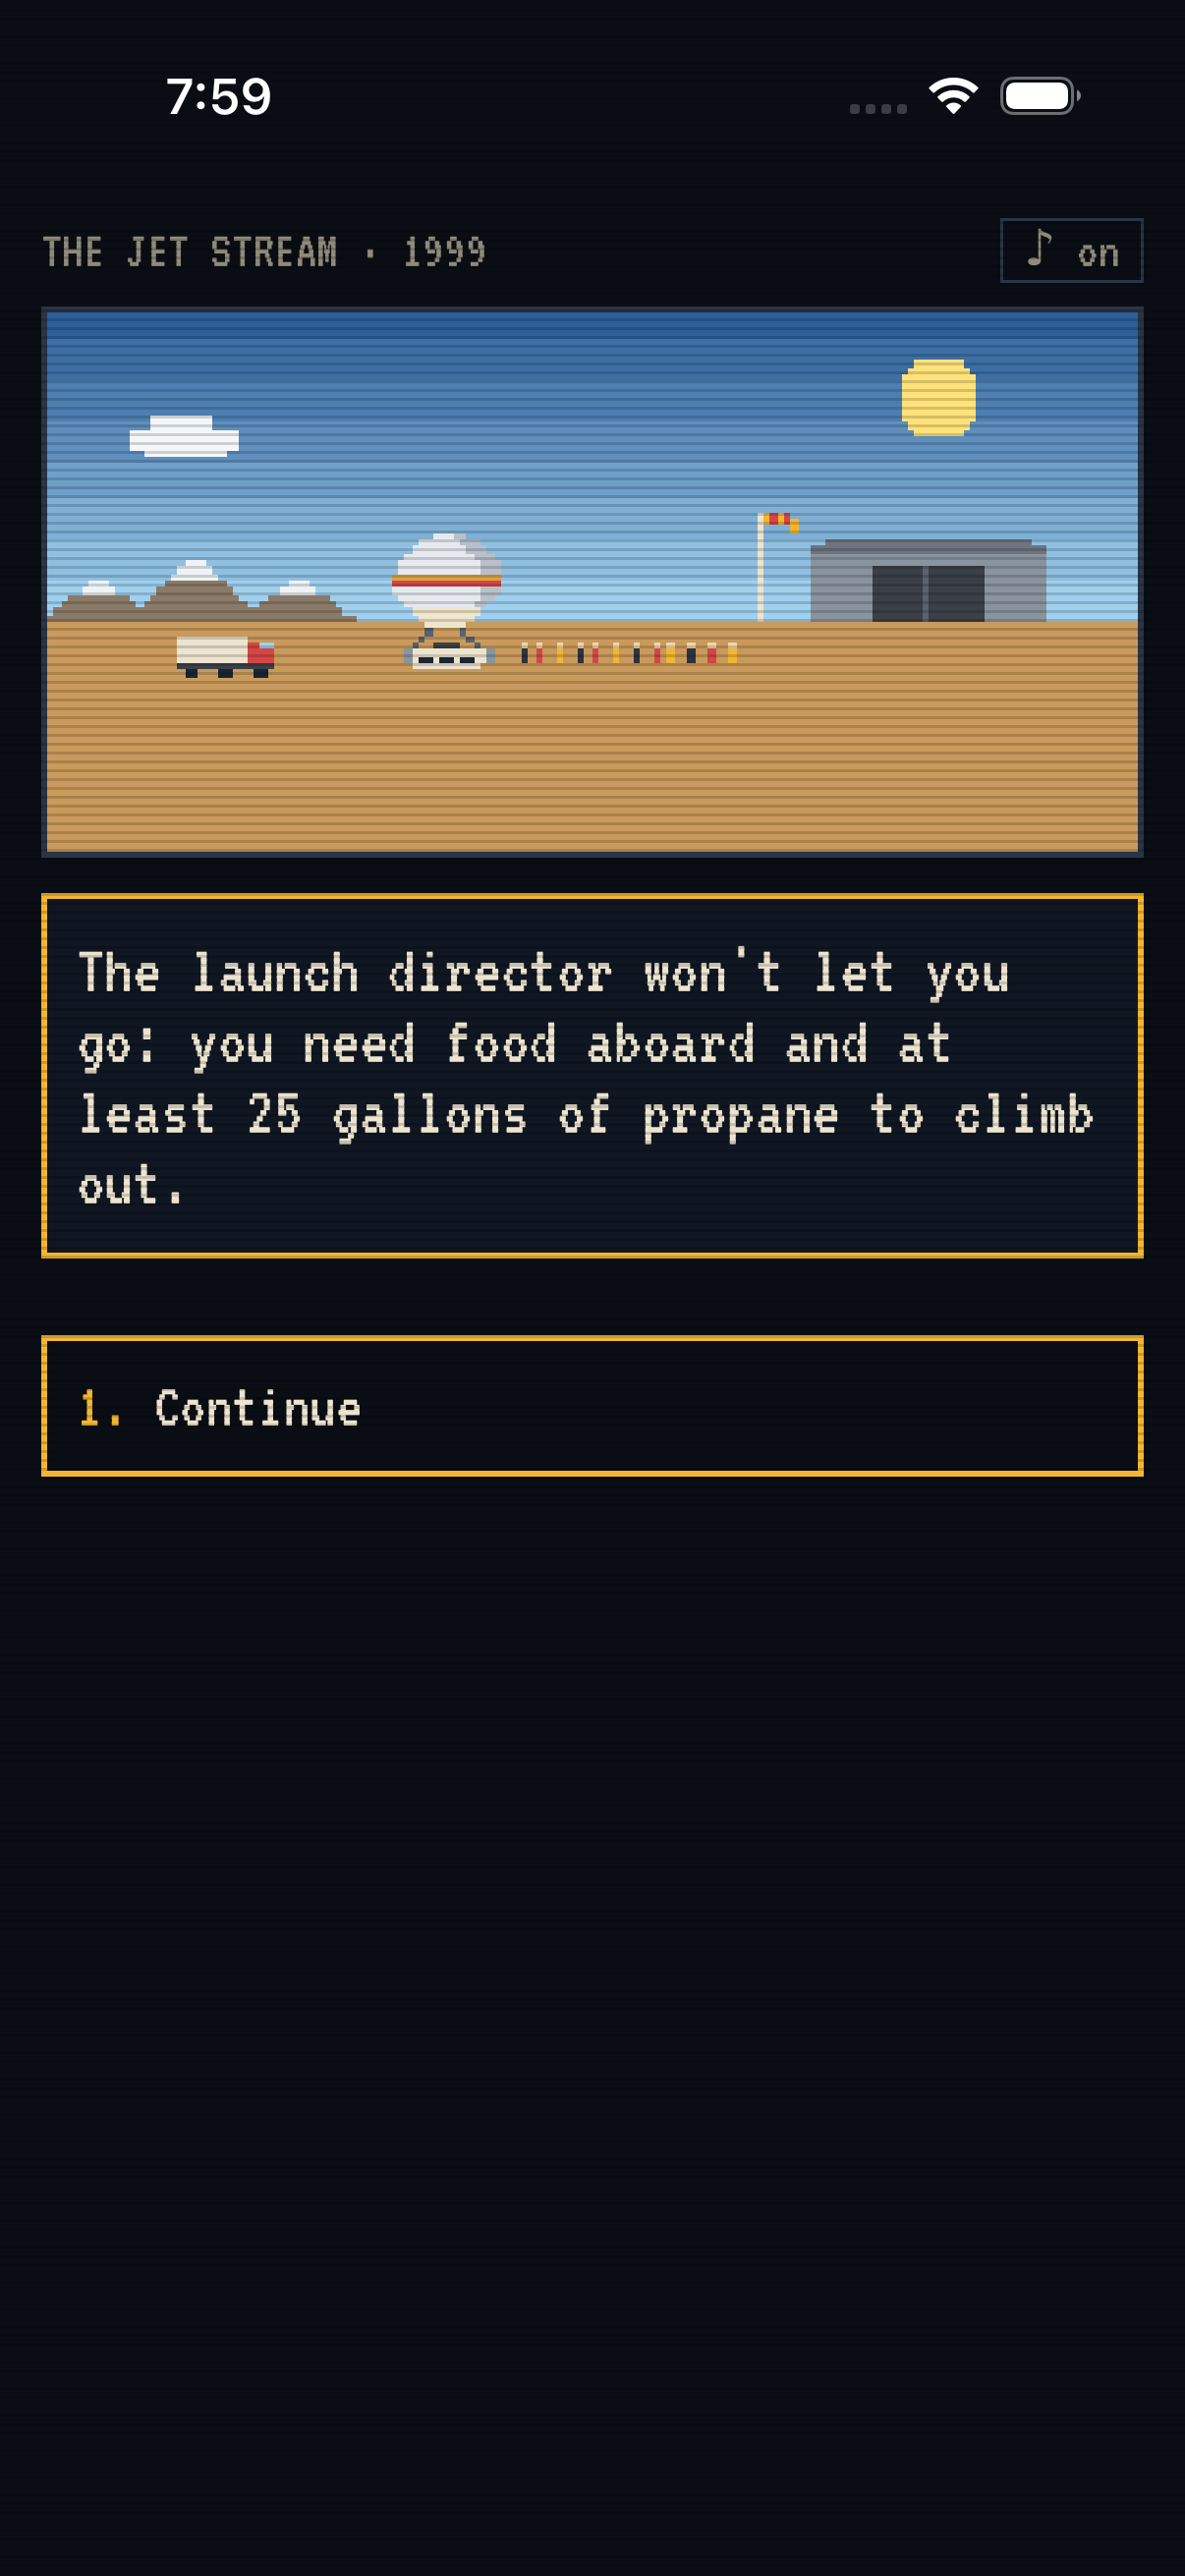 7:59
THE JET STREAM · 1999
♪ on
The launch director won't let you
go: you need food aboard and at
least 25 gallons of propane to climb
out.
1. Continue